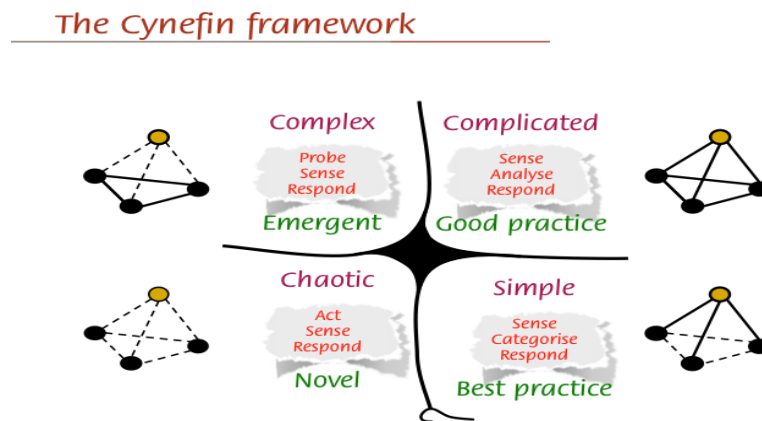 The Cynefin framework
Complex
Probe
Sense
Respond
Emergent
Complicated
Sense
Analyse
Respond
Good practice
Chaotic
Act
Sense
Respond
Novel
Simple
Sense
Categorise
Respond
Best practice